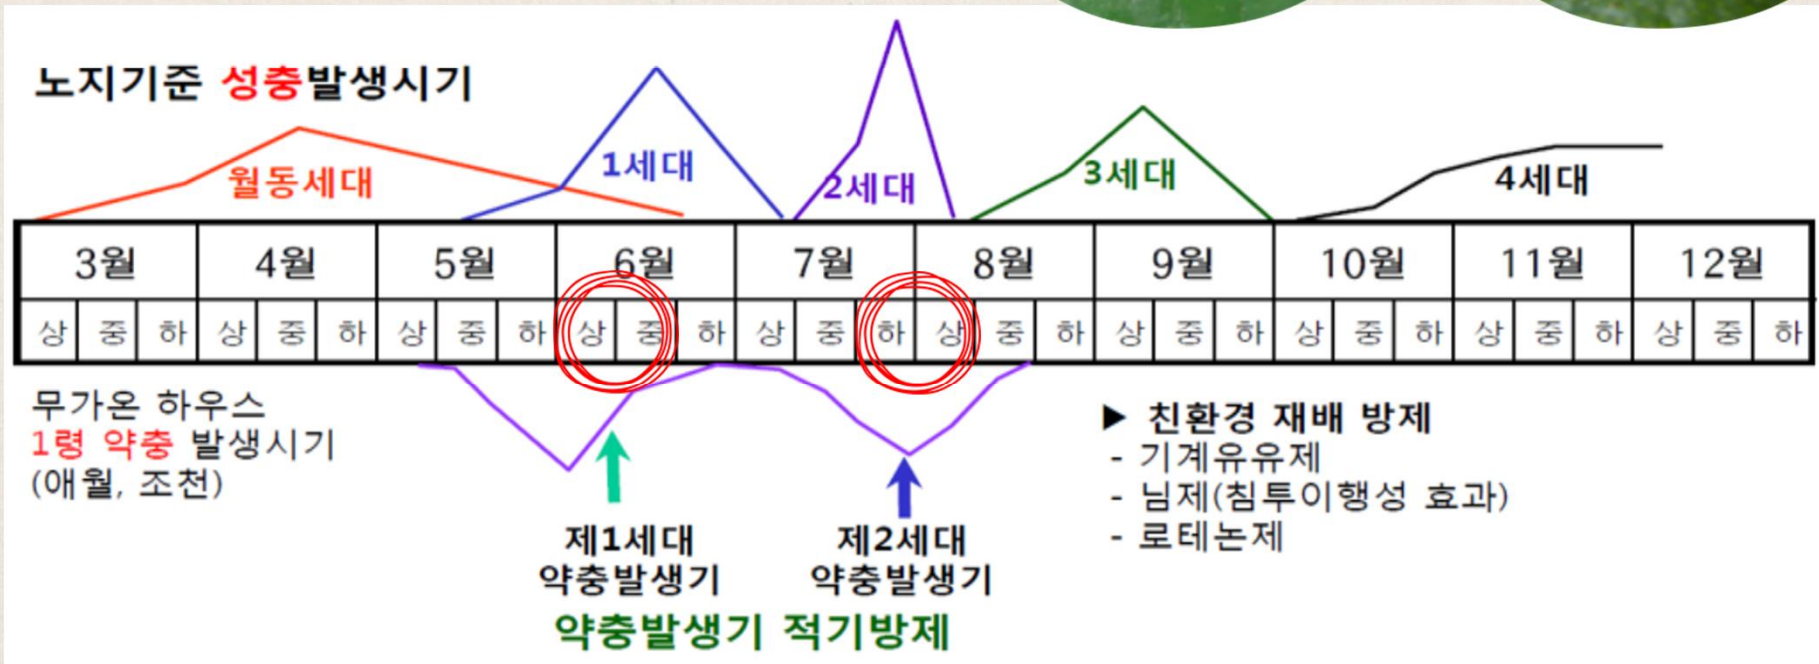 노지기준 성충발생시기
월동세대
1세대
2세대
3세대
4세대
3월 4월 5월 6월 7월 8월 9월 10월 11월 12월
상 중 하 상 중 하 상 중 하 상 중 하 상 중 하 상 중 하 상 중 하 상 중 하 상 중 하 상 중 하
무가온 하우스
1령 약충 발생시기
(애월, 조천)
제1세대
약충발생기
제2세대
약충발생기
약충발생기 적기방제
▶ 친환경 재배 방제
- 기계유유제
- 님제(침투이행성 효과)
- 로테논제